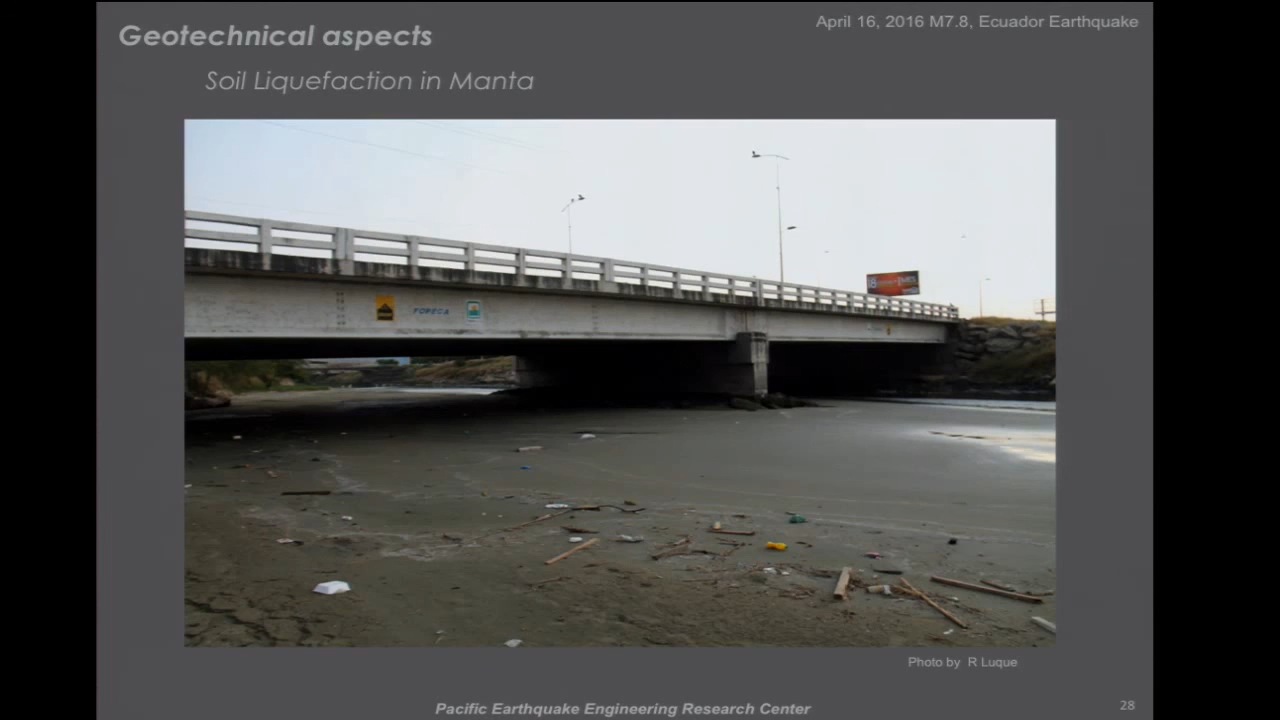 April 16, 2016 M7.8, Ecuador Earthquake
Geotechnical aspects
Soil Liquefaction in Manta
FOPECA
18
Photo by R Luque
Pacific Earthquake Engineering Research Center
28